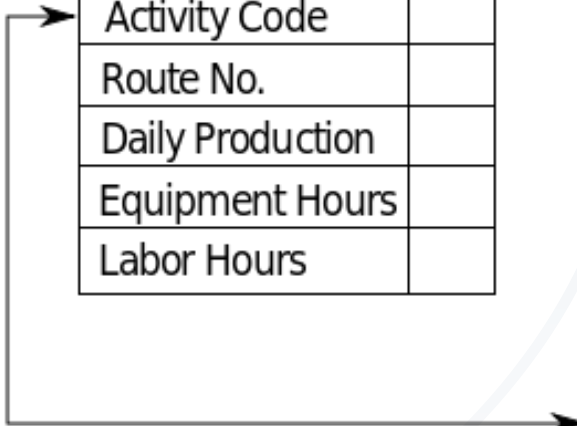 Activity Code
Route No.
Daily Production
Equipment Hours
Labor Hours